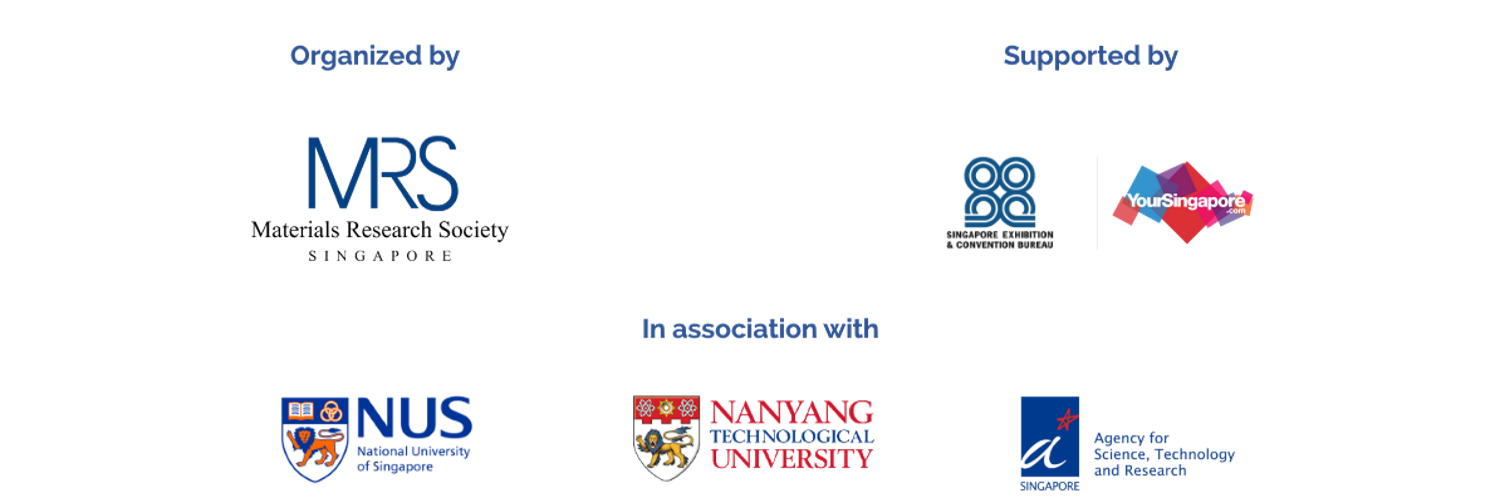 Organized by
Supported by
MRS
Materials Research Society
SINGAPORE
SINGAPORE EXHIBITION
& CONVENTION BUREAU
YourSingapore
.com
In association with
NUS
National University
of Singapore
NANYANG
TECHNOLOGICAL
UNIVERSITY
a
SINGAPORE
Agency for
Science, Technology
and Research